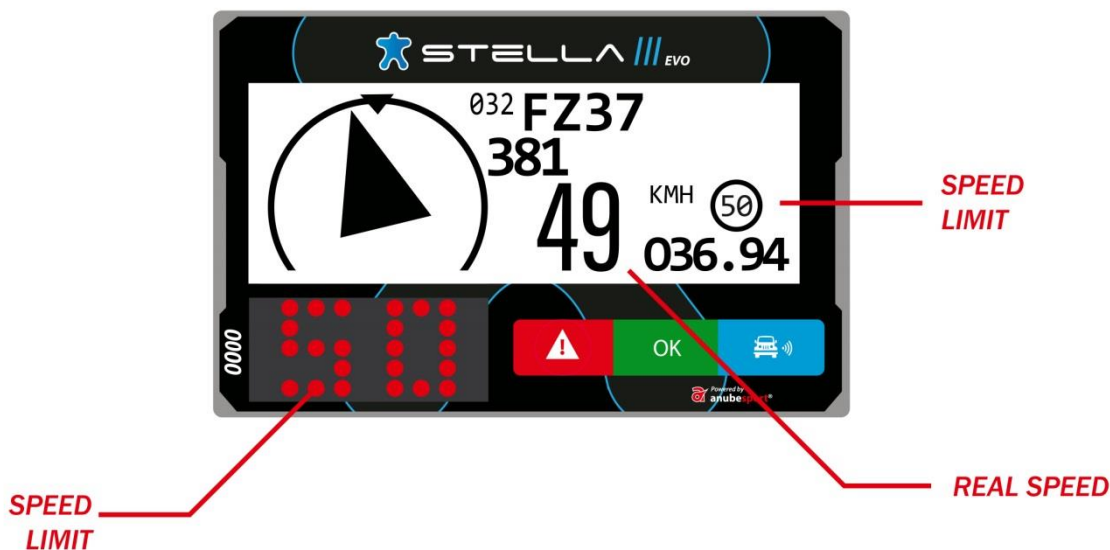 STELLA III EVO
032 FZ37
381
49 KMH 50
036.94
SPEED
LIMIT
0000
50
OK
Powered by
anubesport®
REAL SPEED
SPEED
LIMIT